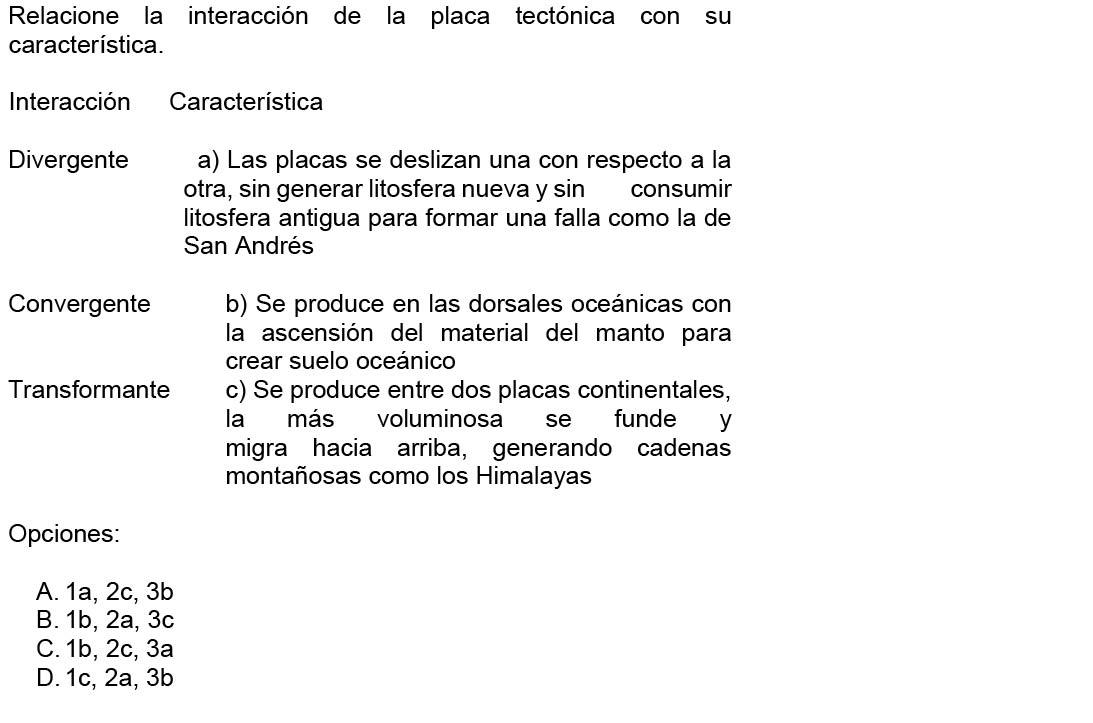 Relacione la interacción de la placa tectónica con su
característica.
Interacción Característica
Divergente a) Las placas se deslizan una con respecto a la
otra, sin generar litosfera nueva y sin consumir
litosfera antigua para formar una falla como la de
San Andrés
Convergente b) Se produce en las dorsales oceánicas con
la ascensión del material del manto para
crear suelo oceánico
Transformante c) Se produce entre dos placas continentales,
la más voluminosa se funde y
migra hacia arriba, generando cadenas
montañosas como los Himalayas
Opciones:
A. 1a, 2c, 3b
B. 1b, 2a, 3c
C. 1b, 2c, 3a
D. 1c, 2a, 3b